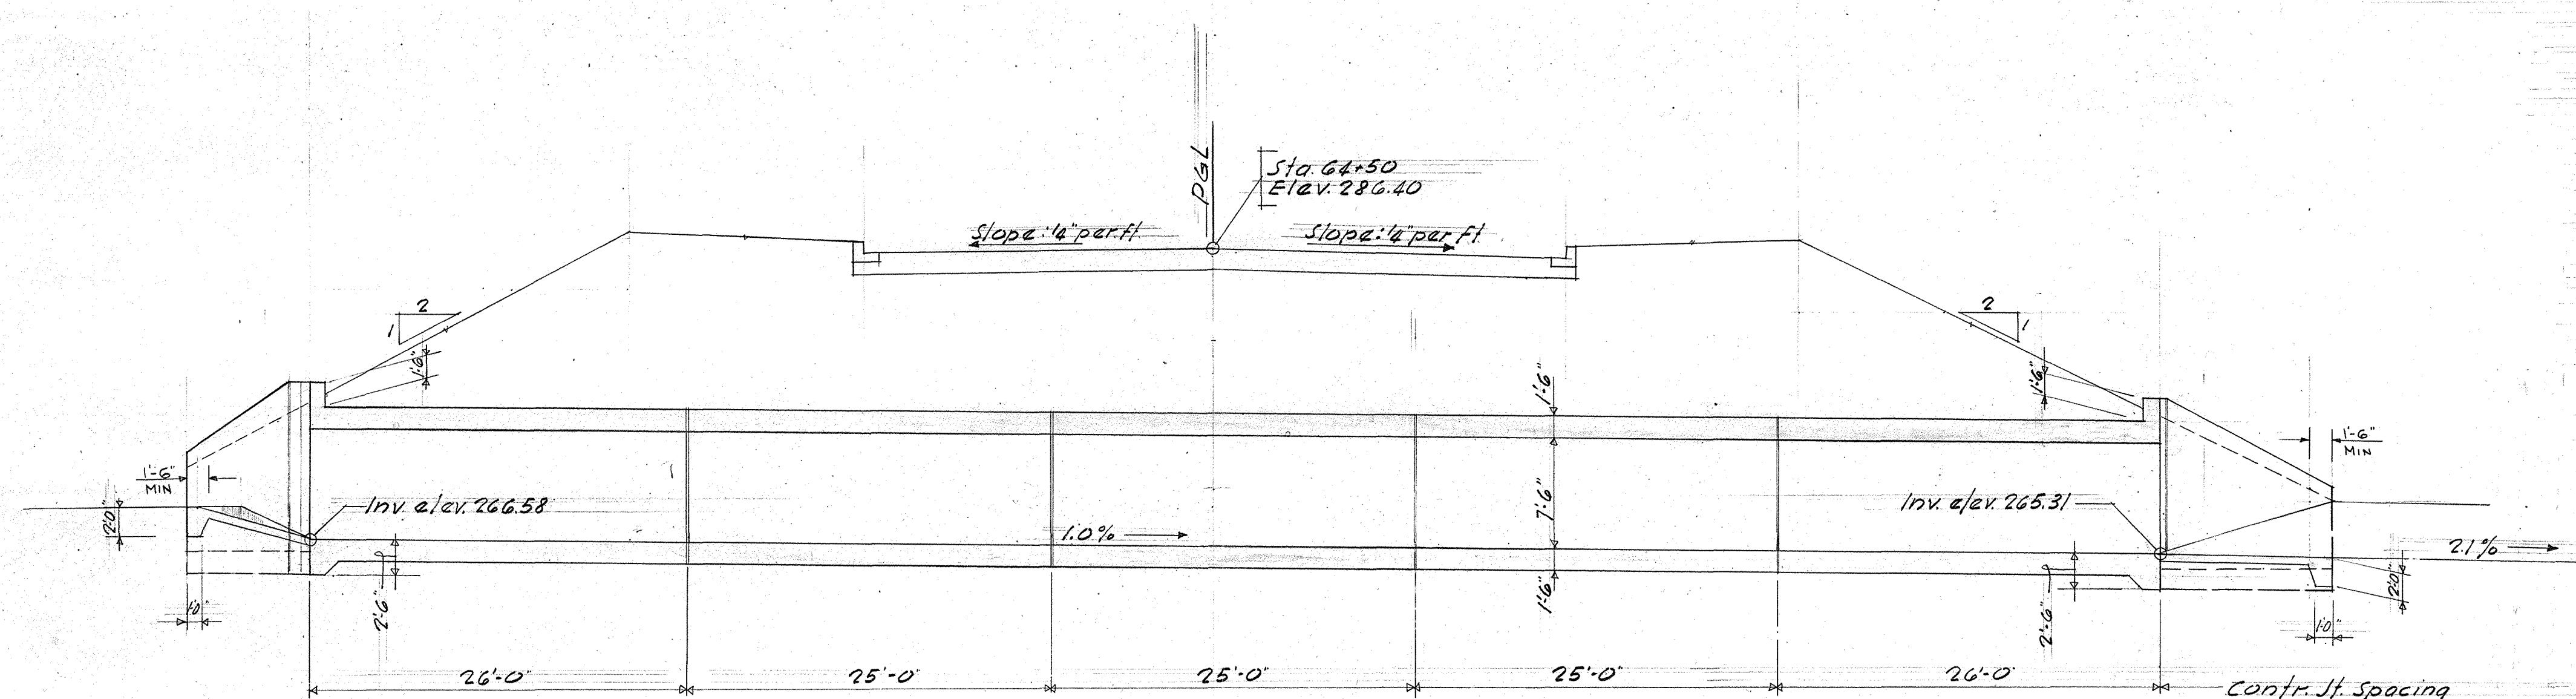 PGL
Sta. 64+50
Elev. 286.40
Slope: 1/4" per ft.
Slope: 1/4" per ft.
2
1
1'-6"
2
1
1'-6"
1'-6"
1'-6"
MIN
1'-6"
MIN
2'-0"
Inv. elev. 266.58
7'-6"
Inv. elev. 265.31
1.0%
2.1%
2'-0"
1'-0"
2'-6"
1'-6"
2'-6"
1'-0"
26'-0"
25'-0"
25'-0"
25'-0"
26'-0"
Contr. Jt. Spacing